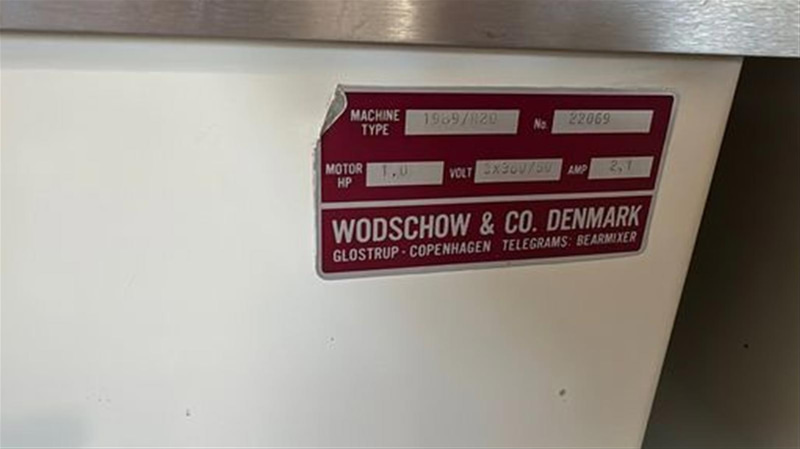 MACHINE TYPE 1989/R20 No. 22069
MOTOR HP 1,0 VOLT 3x380/50 AMP 2,1
WODSCHOW & CO. DENMARK
GLOSTRUP - COPENHAGEN TELEGRAMS: BEARMIXER